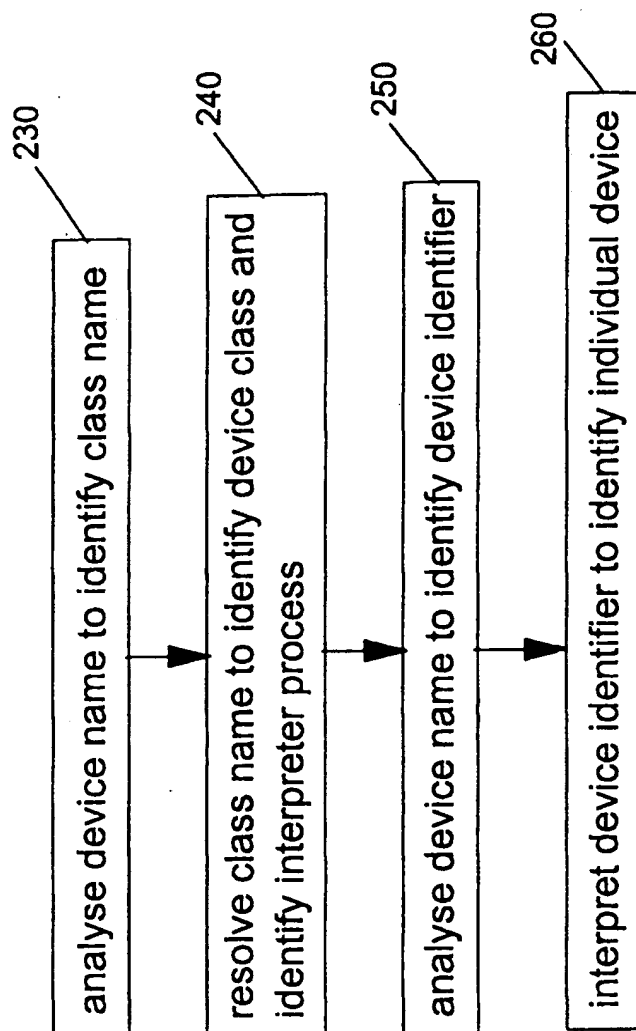 230
analyse device name to identify class name
240
resolve class name to identify device class and
identify interpreter process
250
analyse device name to identify device identifier
260
interpret device identifier to identify individual device